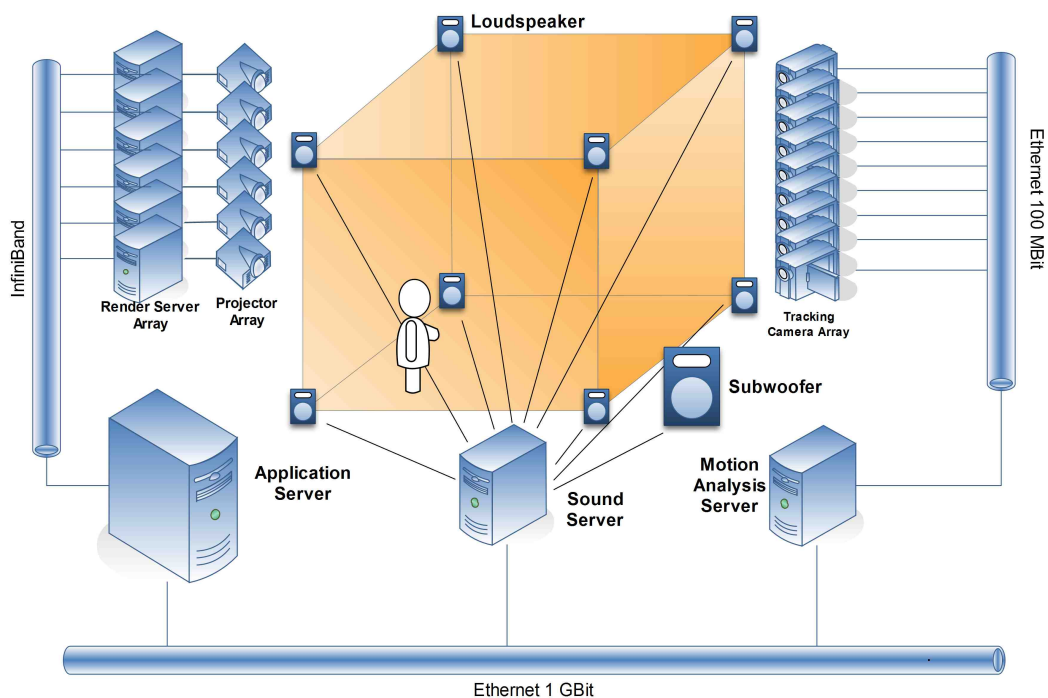 Loudspeaker
InfiniBand
Ethernet 100 MBit
Render Server
Array
Projector
Array
Tracking
Camera Array
Subwoofer
Application
Server
Sound
Server
Motion
Analysis
Server
Ethernet 1 GBit